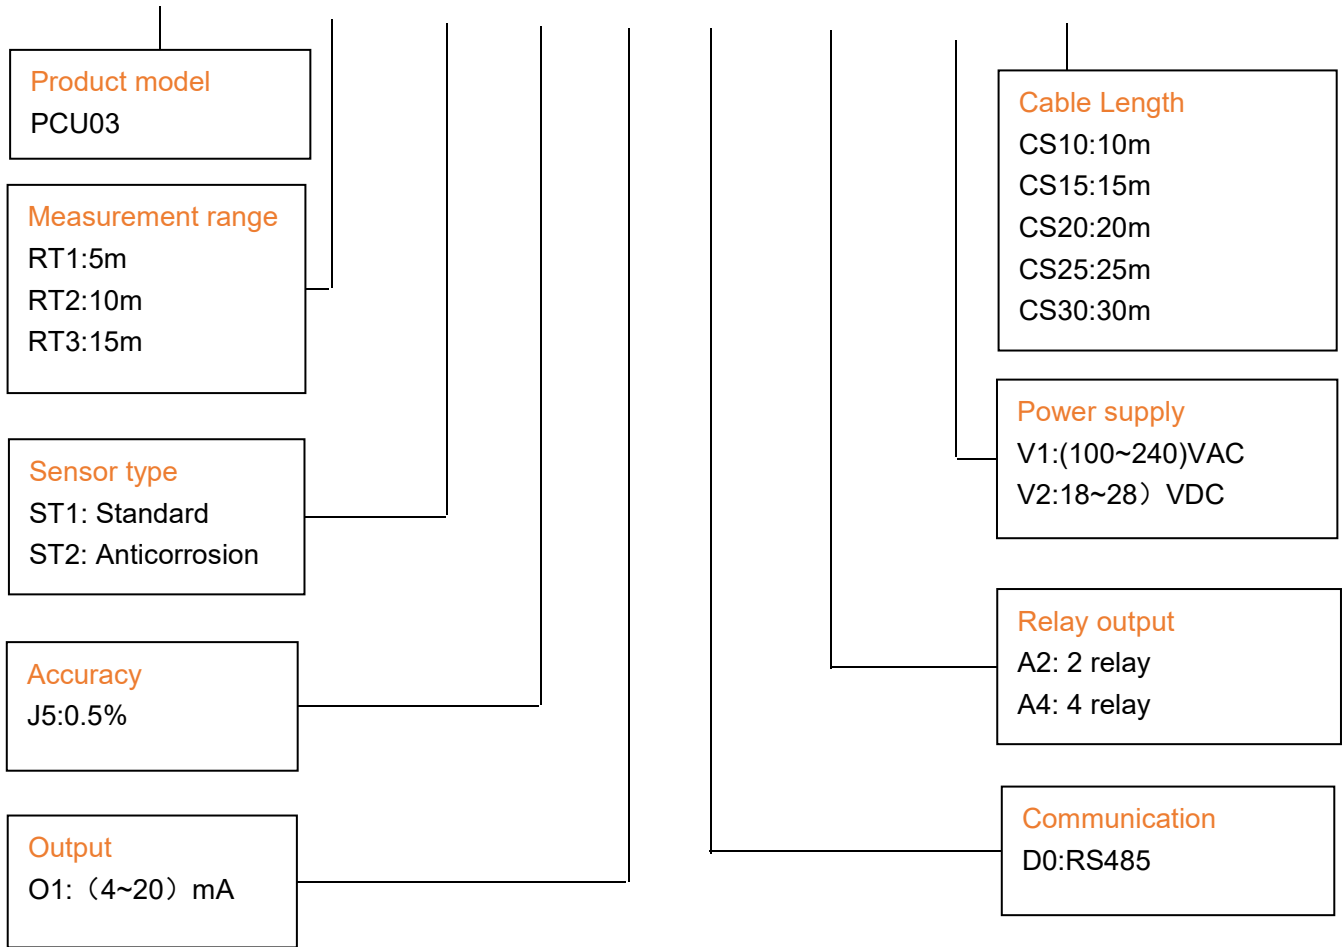 Product model
PCU03
Measurement range
RT1:5m
RT2:10m
RT3:15m
Sensor type
ST1: Standard
ST2: Anticorrosion
Accuracy
J5:0.5%
Output
O1:（4~20）mA
Cable Length
CS10:10m
CS15:15m
CS20:20m
CS25:25m
CS30:30m
Power supply
V1:(100~240)VAC
V2:18~28）VDC
Relay output
A2: 2 relay
A4: 4 relay
Communication
D0:RS485